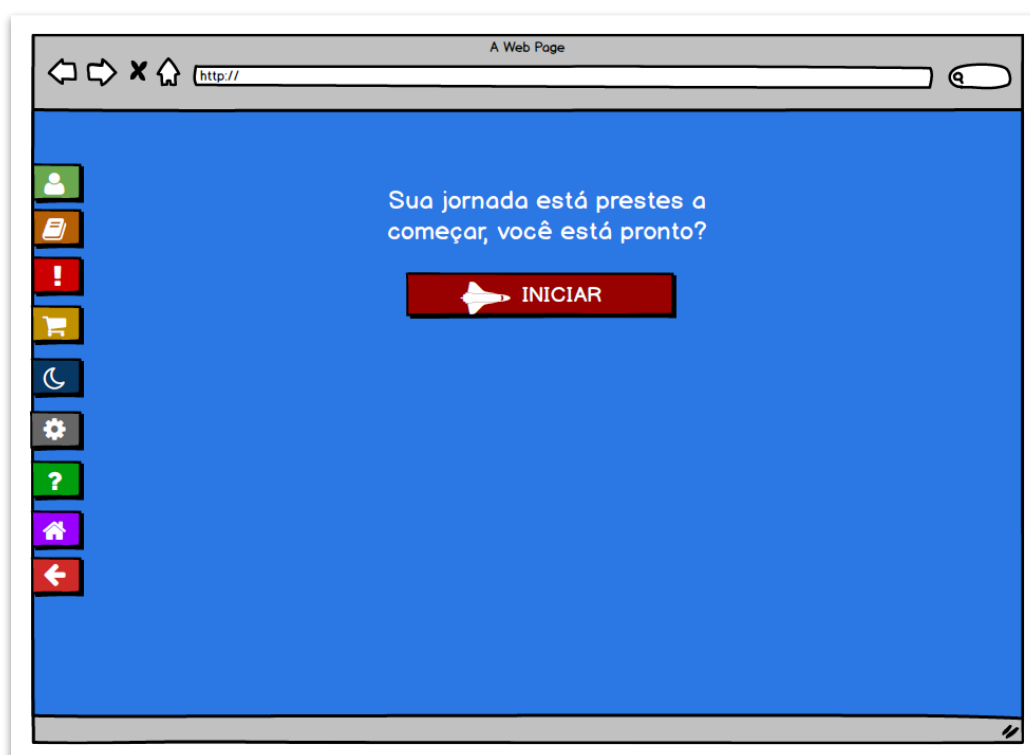 A Web Page
http://
Sua jornada está prestes a
começar, você está pronto?
INICIAR
!
?